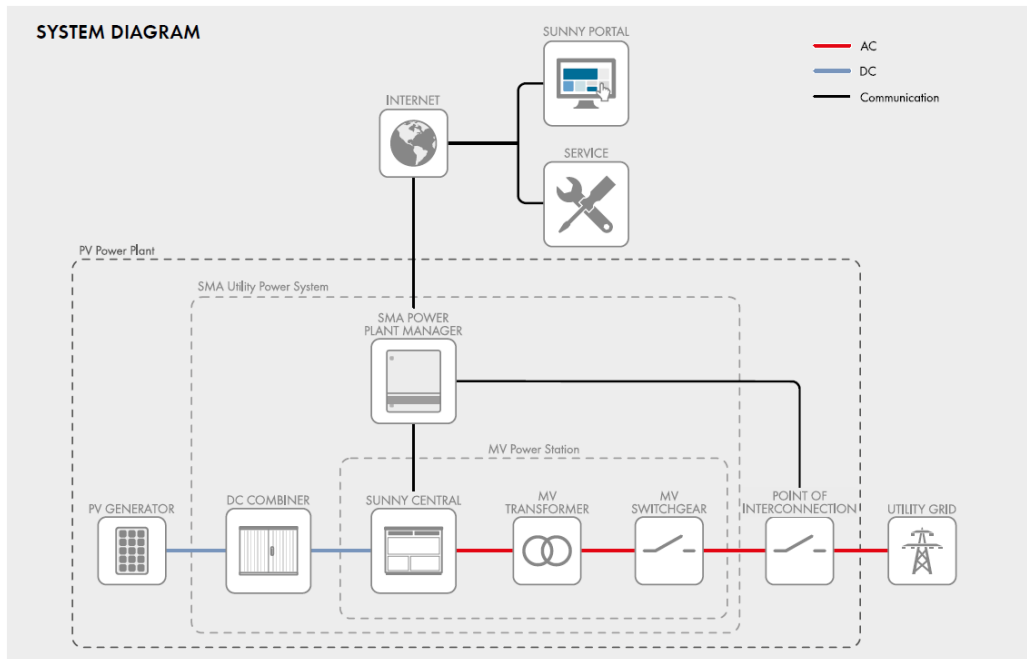 SYSTEM DIAGRAM
SUNNY PORTAL
AC
DC
Communication
INTERNET
SERVICE
PV Power Plant
SMA Utility Power System
SMA POWER
PLANT MANAGER
MV Power Station
PV GENERATOR
DC COMBINER
SUNNY CENTRAL
MV
TRANSFORMER
MV
SWITCHGEAR
POINT OF
INTERCONNECTION
UTILITY GRID